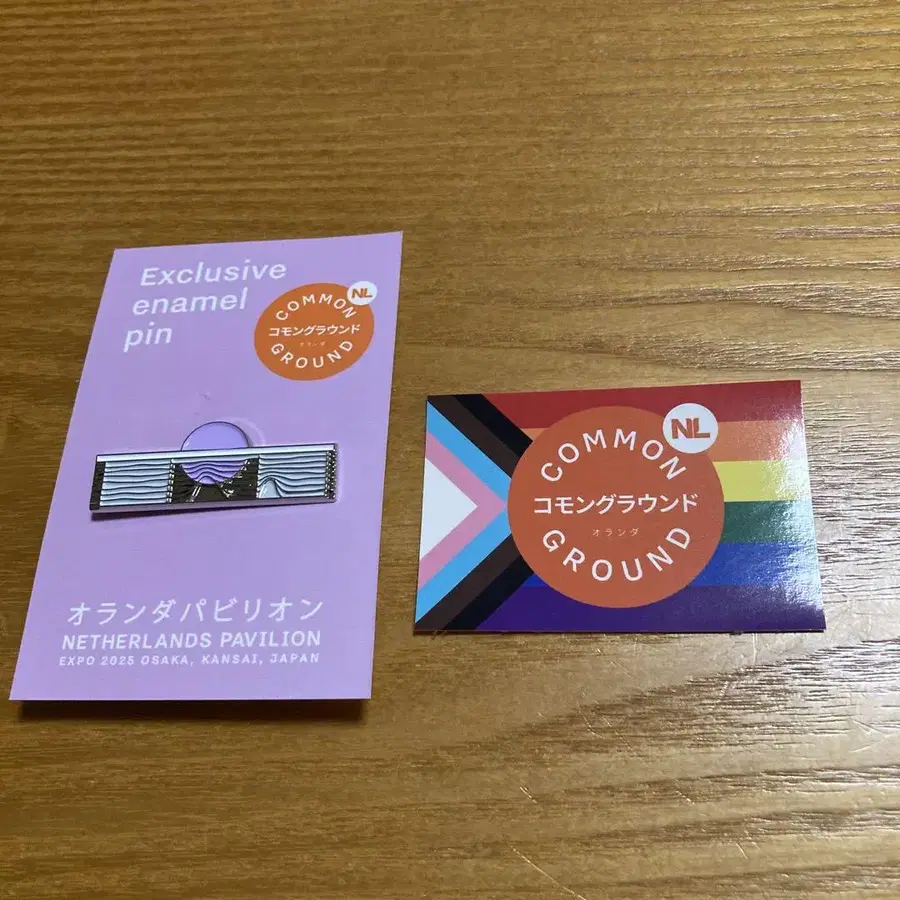 Exclusive
enamel
pin
NL
COMMON
コモングラウンド
オランダ
GROUND
オランダパビリオン
NETHERLANDS PAVILION
EXPO 2025 OSAKA, KANSAI, JAPAN
NL
COMMON
コモングラウンド
オランダ
GROUND